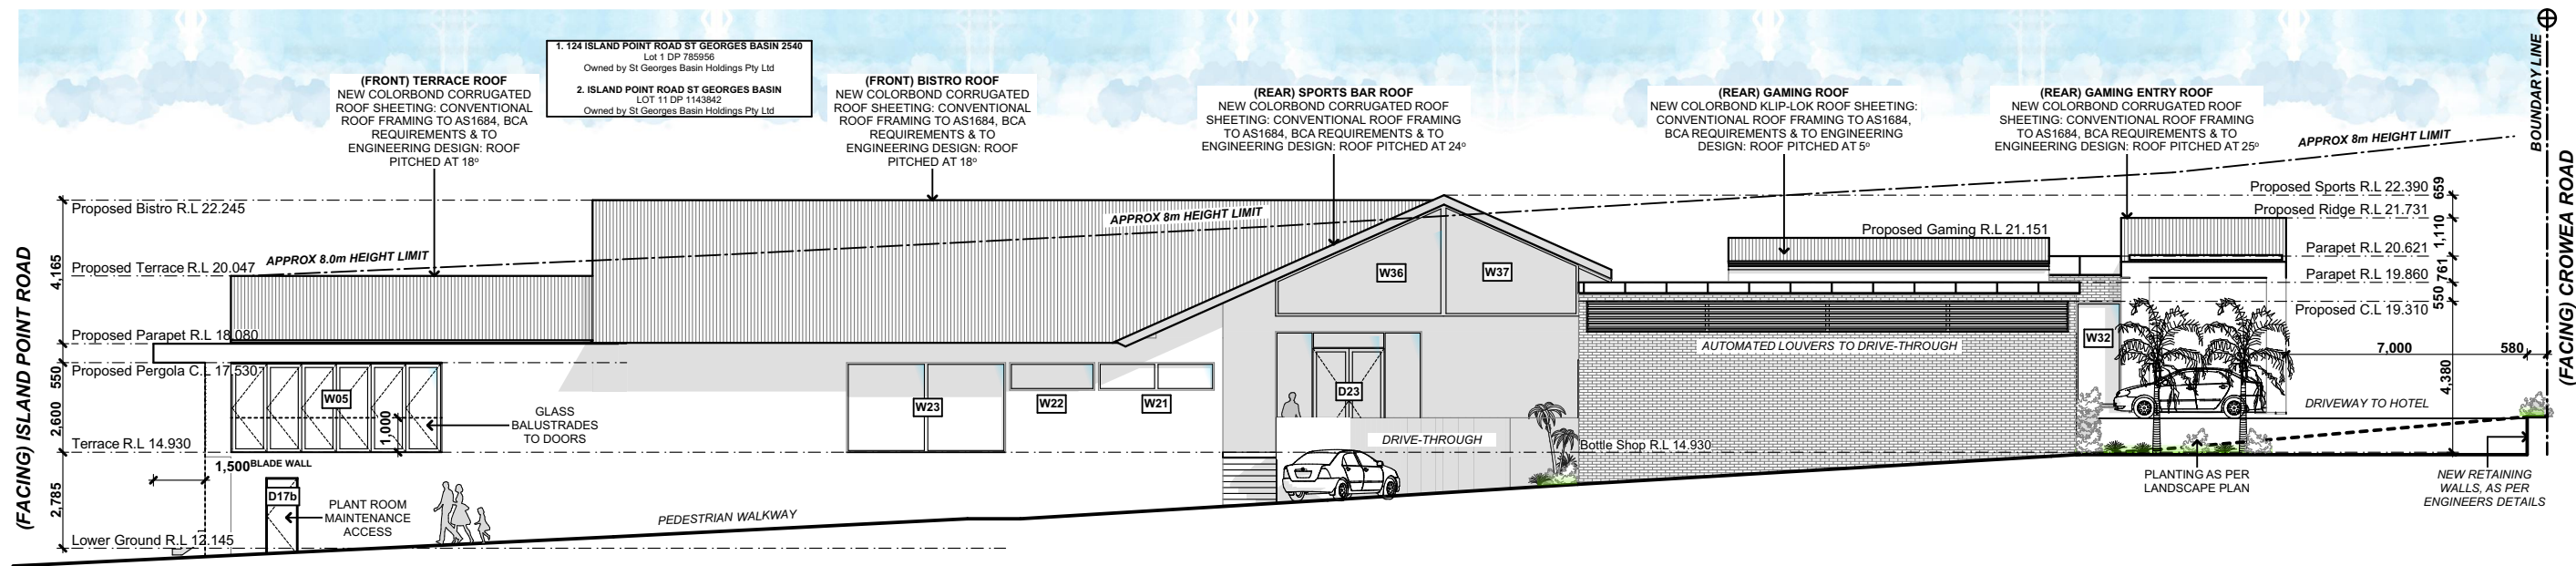 1. 124 ISLAND POINT ROAD ST GEORGES BASIN 2540
Lot 1 DP 785956
Owned by St Georges Basin Holdings Pty Ltd
2. ISLAND POINT ROAD ST GEORGES BASIN
LOT 11 DP 1143842
Owned by St Georges Basin Holdings Pty Ltd
(FRONT) TERRACE ROOF
NEW COLORBOND CORRUGATED
ROOF SHEETING: CONVENTIONAL
ROOF FRAMING TO AS1684, BCA
REQUIREMENTS & TO
ENGINEERING DESIGN: ROOF
PITCHED AT 18º
(FRONT) BISTRO ROOF
NEW COLORBOND CORRUGATED
ROOF SHEETING: CONVENTIONAL
ROOF FRAMING TO AS1684, BCA
REQUIREMENTS & TO
ENGINEERING DESIGN: ROOF
PITCHED AT 18º
(REAR) SPORTS BAR ROOF
NEW COLORBOND CORRUGATED ROOF
SHEETING: CONVENTIONAL ROOF FRAMING
TO AS1684, BCA REQUIREMENTS & TO
ENGINEERING DESIGN: ROOF PITCHED AT 24º
(REAR) GAMING ROOF
NEW COLORBOND KLIP-LOK ROOF SHEETING:
CONVENTIONAL ROOF FRAMING TO AS1684,
BCA REQUIREMENTS & TO ENGINEERING
DESIGN: ROOF PITCHED AT 5º
(REAR) GAMING ENTRY ROOF
NEW COLORBOND CORRUGATED ROOF
SHEETING: CONVENTIONAL ROOF FRAMING
TO AS1684, BCA REQUIREMENTS & TO
ENGINEERING DESIGN: ROOF PITCHED AT 25º
BOUNDARY LINE
APPROX 8m HEIGHT LIMIT
(FACING) ISLAND POINT ROAD
(FACING) CROWEA ROAD
Proposed Bistro R.L 22.245
APPROX 8m HEIGHT LIMIT
Proposed Sports R.L 22.390
659
Proposed Ridge R.L 21.731
1,110
Proposed Gaming R.L 21.151
Parapet R.L 20.621
761
4,165
APPROX 8.0m HEIGHT LIMIT
Proposed Terrace R.L 20.047
W36
W37
Parapet R.L 19.860
550
Proposed C.L 19.310
Proposed Parapet R.L 18.080
550
Proposed Pergola C.L 17.530
AUTOMATED LOUVERS TO DRIVE-THROUGH
W32
7,000
580
4,380
W05
2,600
1,000
GLASS
BALUSTRADES
TO DOORS
W23
W22
W21
D23
DRIVEWAY TO HOTEL
Terrace R.L 14.930
DRIVE-THROUGH
Bottle Shop R.L 14.930
1,500
BLADE WALL
D17b
2,785
PLANT ROOM
MAINTENANCE
ACCESS
PEDESTRIAN WALKWAY
PLANTING AS PER
LANDSCAPE PLAN
NEW RETAINING
WALLS, AS PER
ENGINEERS DETAILS
Lower Ground R.L 12.145